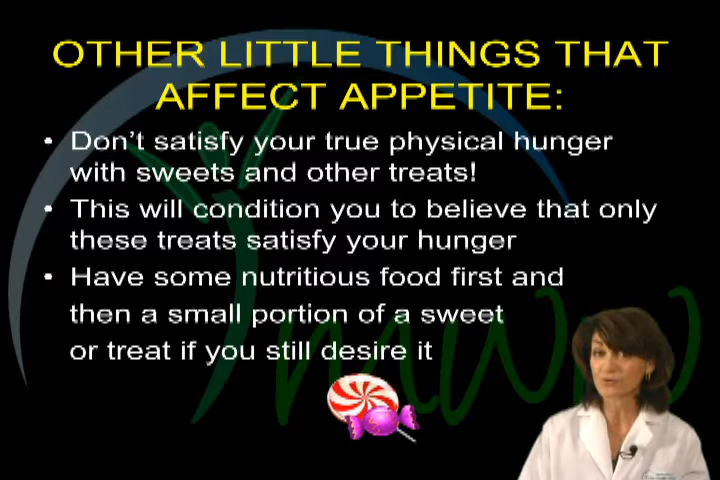 OTHER LITTLE THINGS THAT
AFFECT APPETITE:
• Don't satisfy your true physical hunger
with sweets and other treats!
• This will condition you to believe that only
these treats satisfy your hunger
• Have some nutritious food first and
then a small portion of a sweet
or treat if you still desire it
mwp